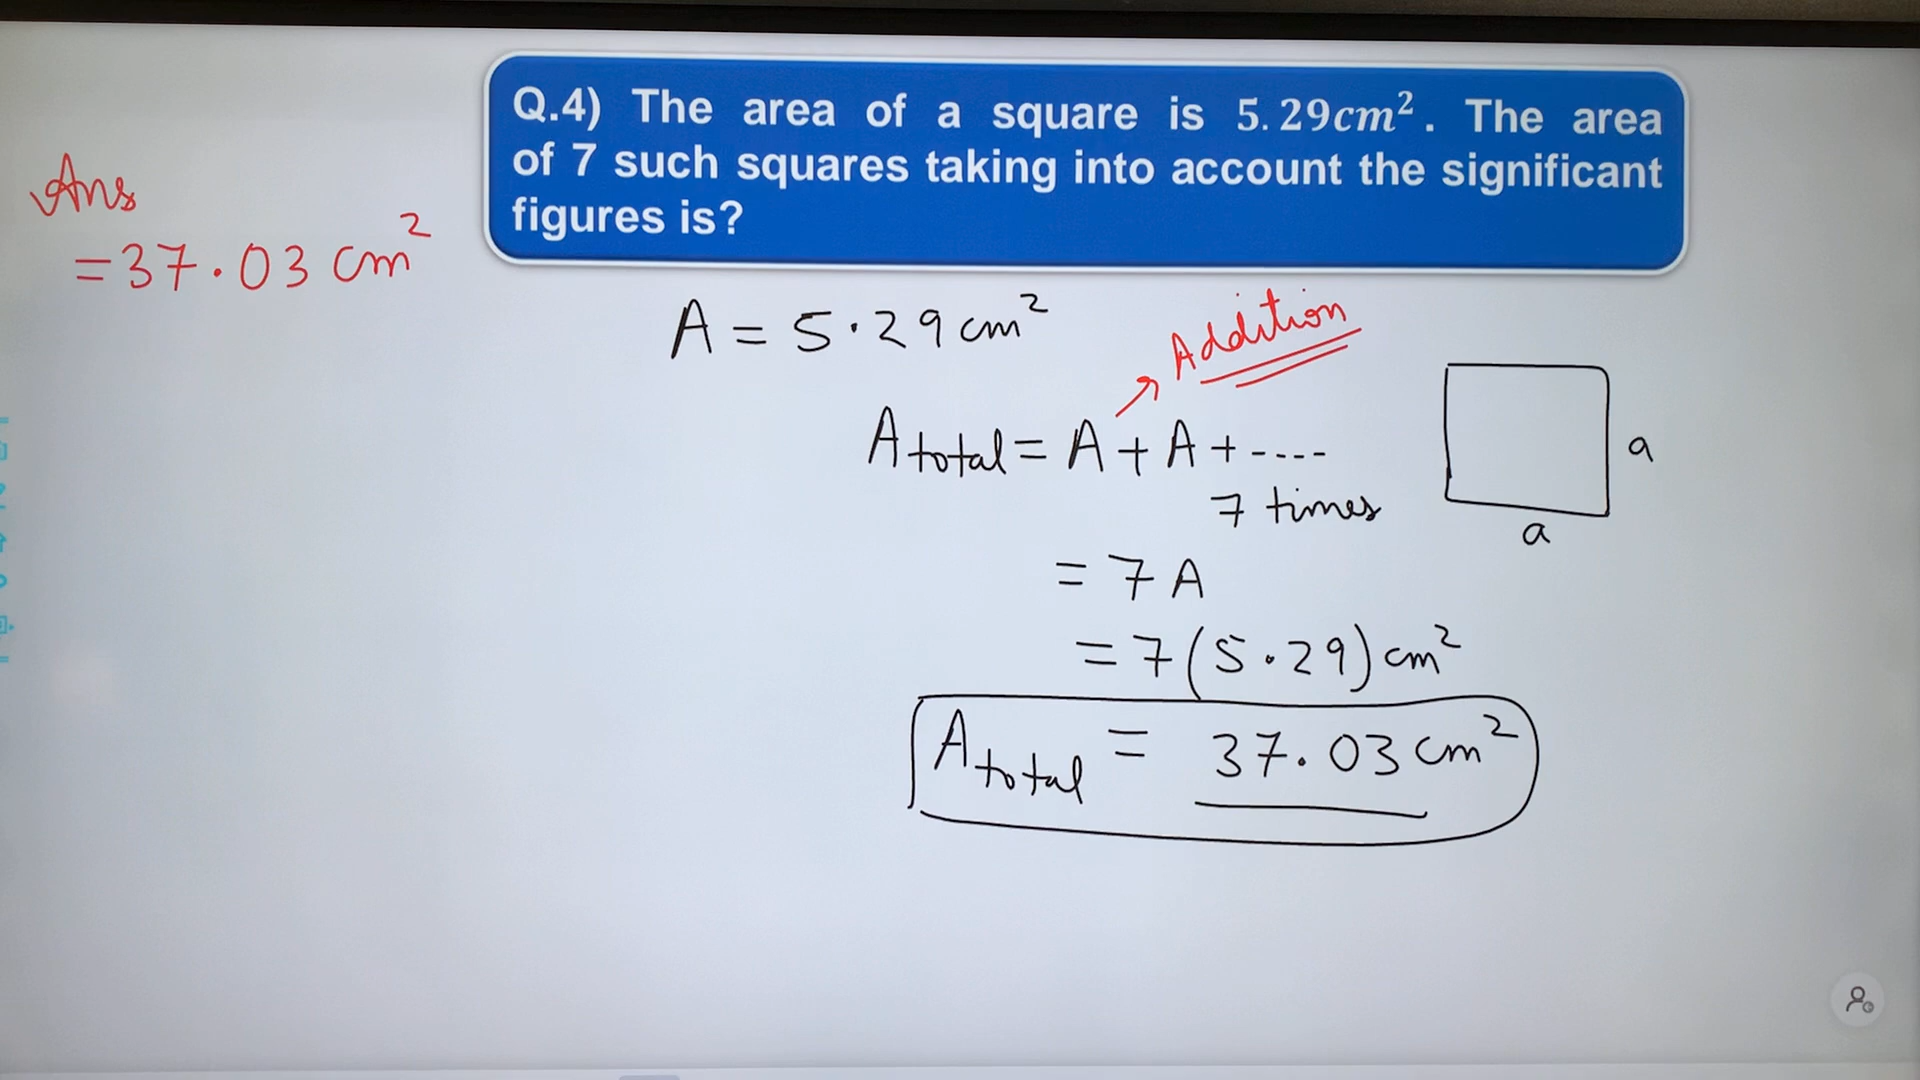 Q.4) The area of a square is 5.29cm². The area
of 7 such squares taking into account the significant
figures is?
Ans
=37.03 cm²
A = 5.29 cm²
Addition
A total = A + A + ----
7 times
a
a
= 7 A
= 7 (5.29) cm²
A total = 37.03 cm²